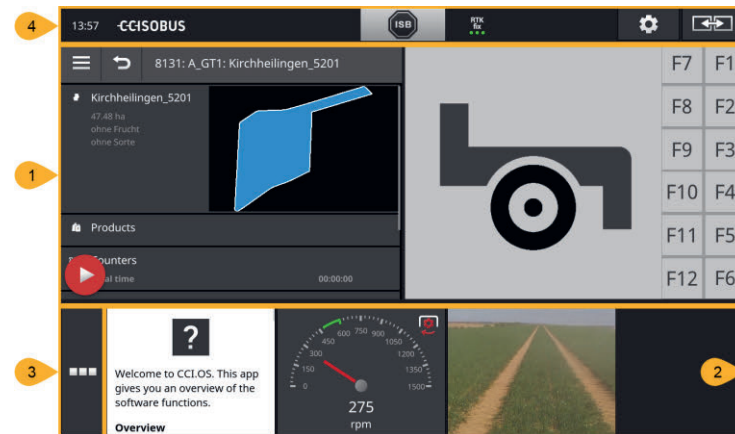 4
13:57
CCISOBUS
ISB
RTK
fix
8131: A_GT1: Kirchheilingen_5201
F7 F1
Kirchheilingen_5201
47.48 ha
ohne Frucht
ohne Sorte
F8 F2
F9 F3
1
F10 F4
Products
F11 F5
00:00:00
F12 F6
3
?
Welcome to CCI.OS. This app
gives you an overview of the
software functions.
Overview
0
150
300
450
600
750
900
1050
1200
1350
1500
275
rpm
2